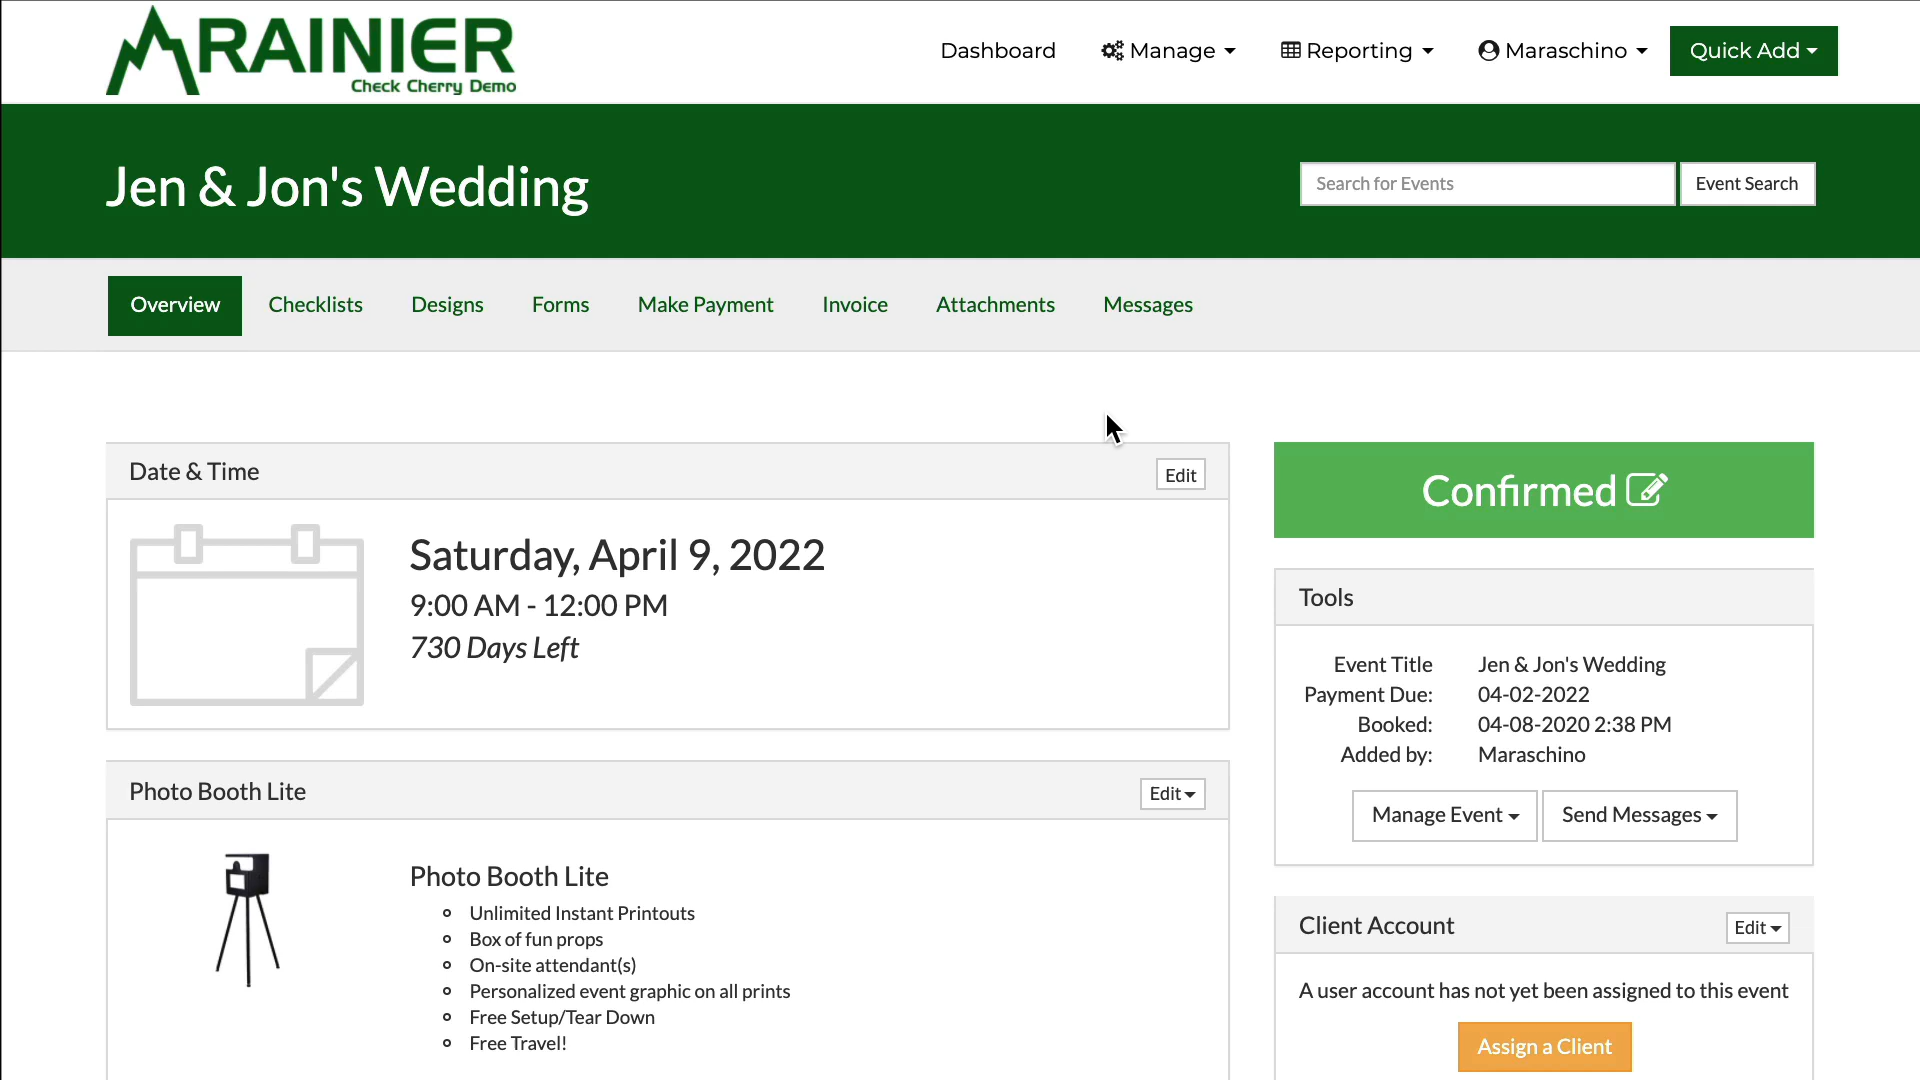 RAINIER
Check Cherry Demo
Dashboard
Manage
Reporting
Maraschino
Quick Add
Jen & Jon's Wedding
Search for Events
Event Search
Overview
Checklists
Designs
Forms
Make Payment
Invoice
Attachments
Messages
Date & Time
Edit
Saturday, April 9, 2022
9:00 AM - 12:00 PM
730 Days Left
Photo Booth Lite
Edit
Photo Booth Lite
Unlimited Instant Printouts
Box of fun props
On-site attendant(s)
Personalized event graphic on all prints
Free Setup/Tear Down
Free Travel!
Confirmed
Tools
Event Title Jen & Jon's Wedding
Payment Due: 04-02-2022
Booked: 04-08-2020 2:38 PM
Added by: Maraschino
Manage Event
Send Messages
Client Account
Edit
A user account has not yet been assigned to this event
Assign a Client